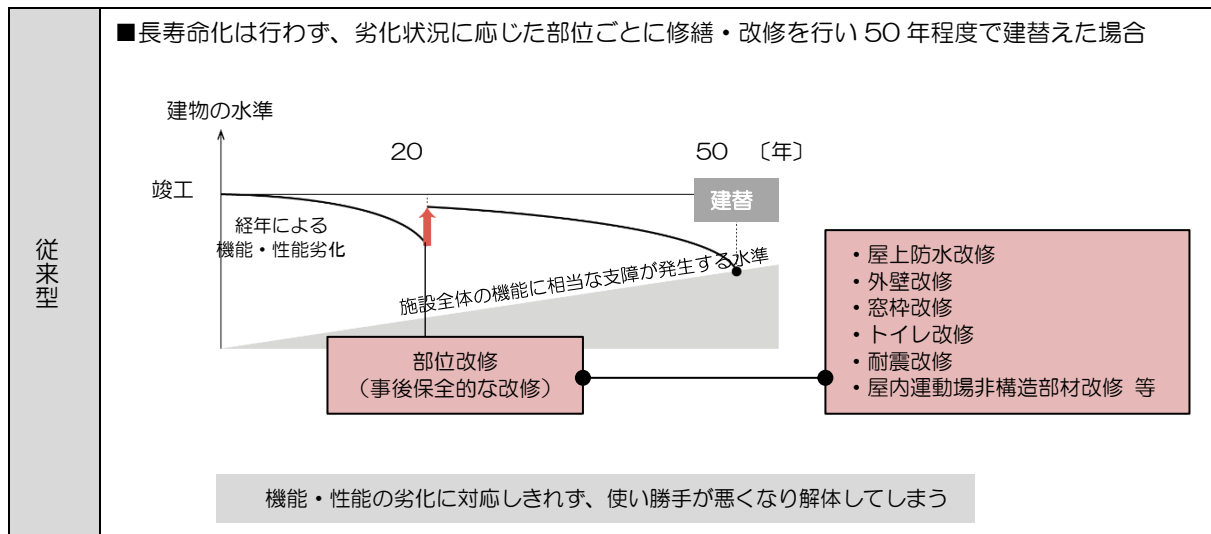 従来型
■長寿命化は行わず、劣化状況に応じた部位ごとに修繕・改修を行い 50 年程度で建替えた場合
建物の水準
20
50 〔年〕
竣工
建替
経年による
機能・性能劣化
施設全体の機能に相当な支障が発生する水準
部位改修
（事後保全的な改修）
・屋上防水改修
・外壁改修
・窓枠改修
・トイレ改修
・耐震改修
・屋内運動場非構造部材改修 等
機能・性能の劣化に対応しきれず、使い勝手が悪くなり解体してしまう